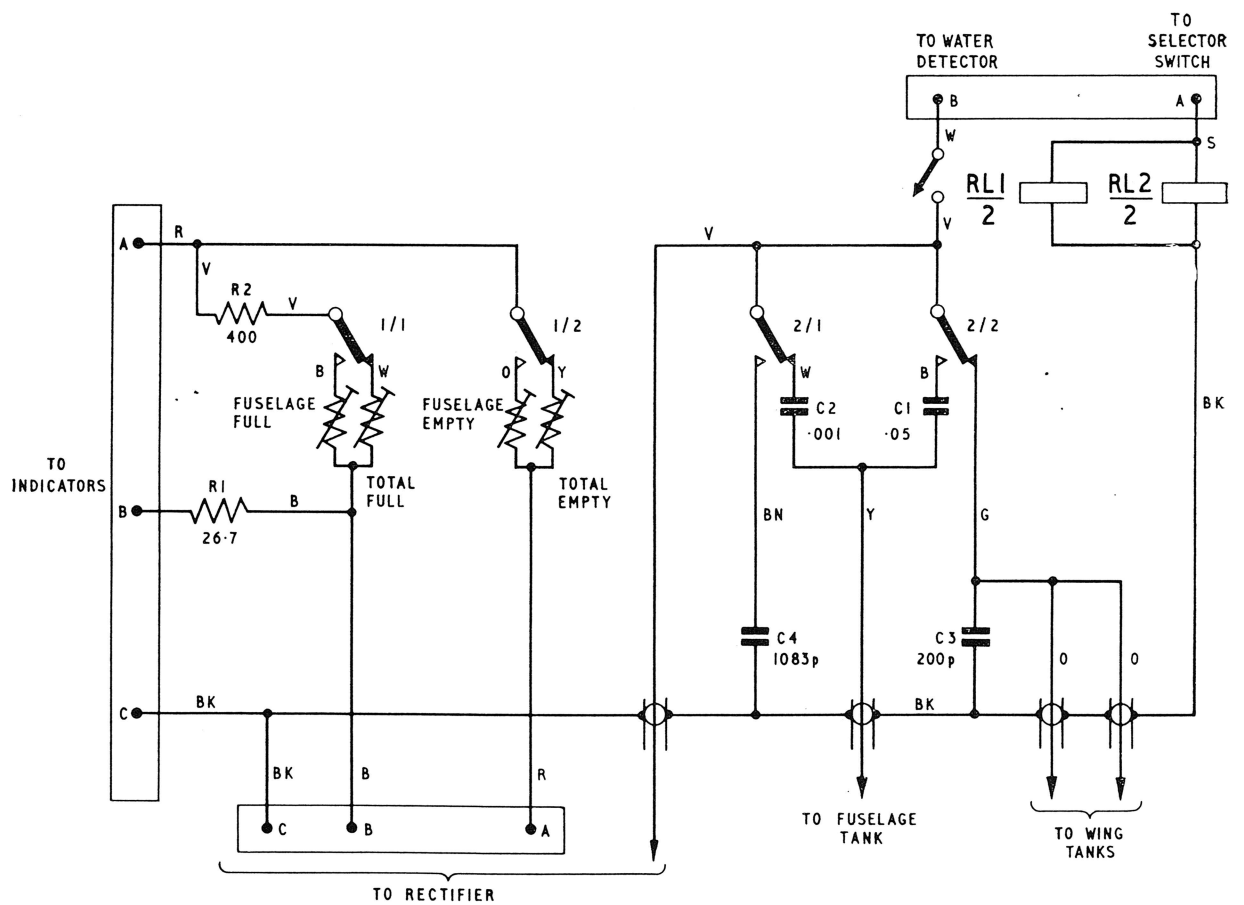 TO WATER
DETECTOR
TO
SELECTOR
SWITCH
B
A
W
S
RL1
2
RL2
2
V
A
R
V
V
R2
400
V
1/1
1/2
2/1
2/2
B
W
O
Y
W
B
FUSELAGE
FULL
FUSELAGE
EMPTY
C2
.001
C1
.05
BK
TO
INDICATORS
TOTAL
FULL
TOTAL
EMPTY
B
R1
26.7
B
BN
Y
G
C4
1083p
C3
200p
O
O
C
BK
BK
BK
B
R
C
B
A
TO FUSELAGE
TANK
TO WING
TANKS
TO RECTIFIER